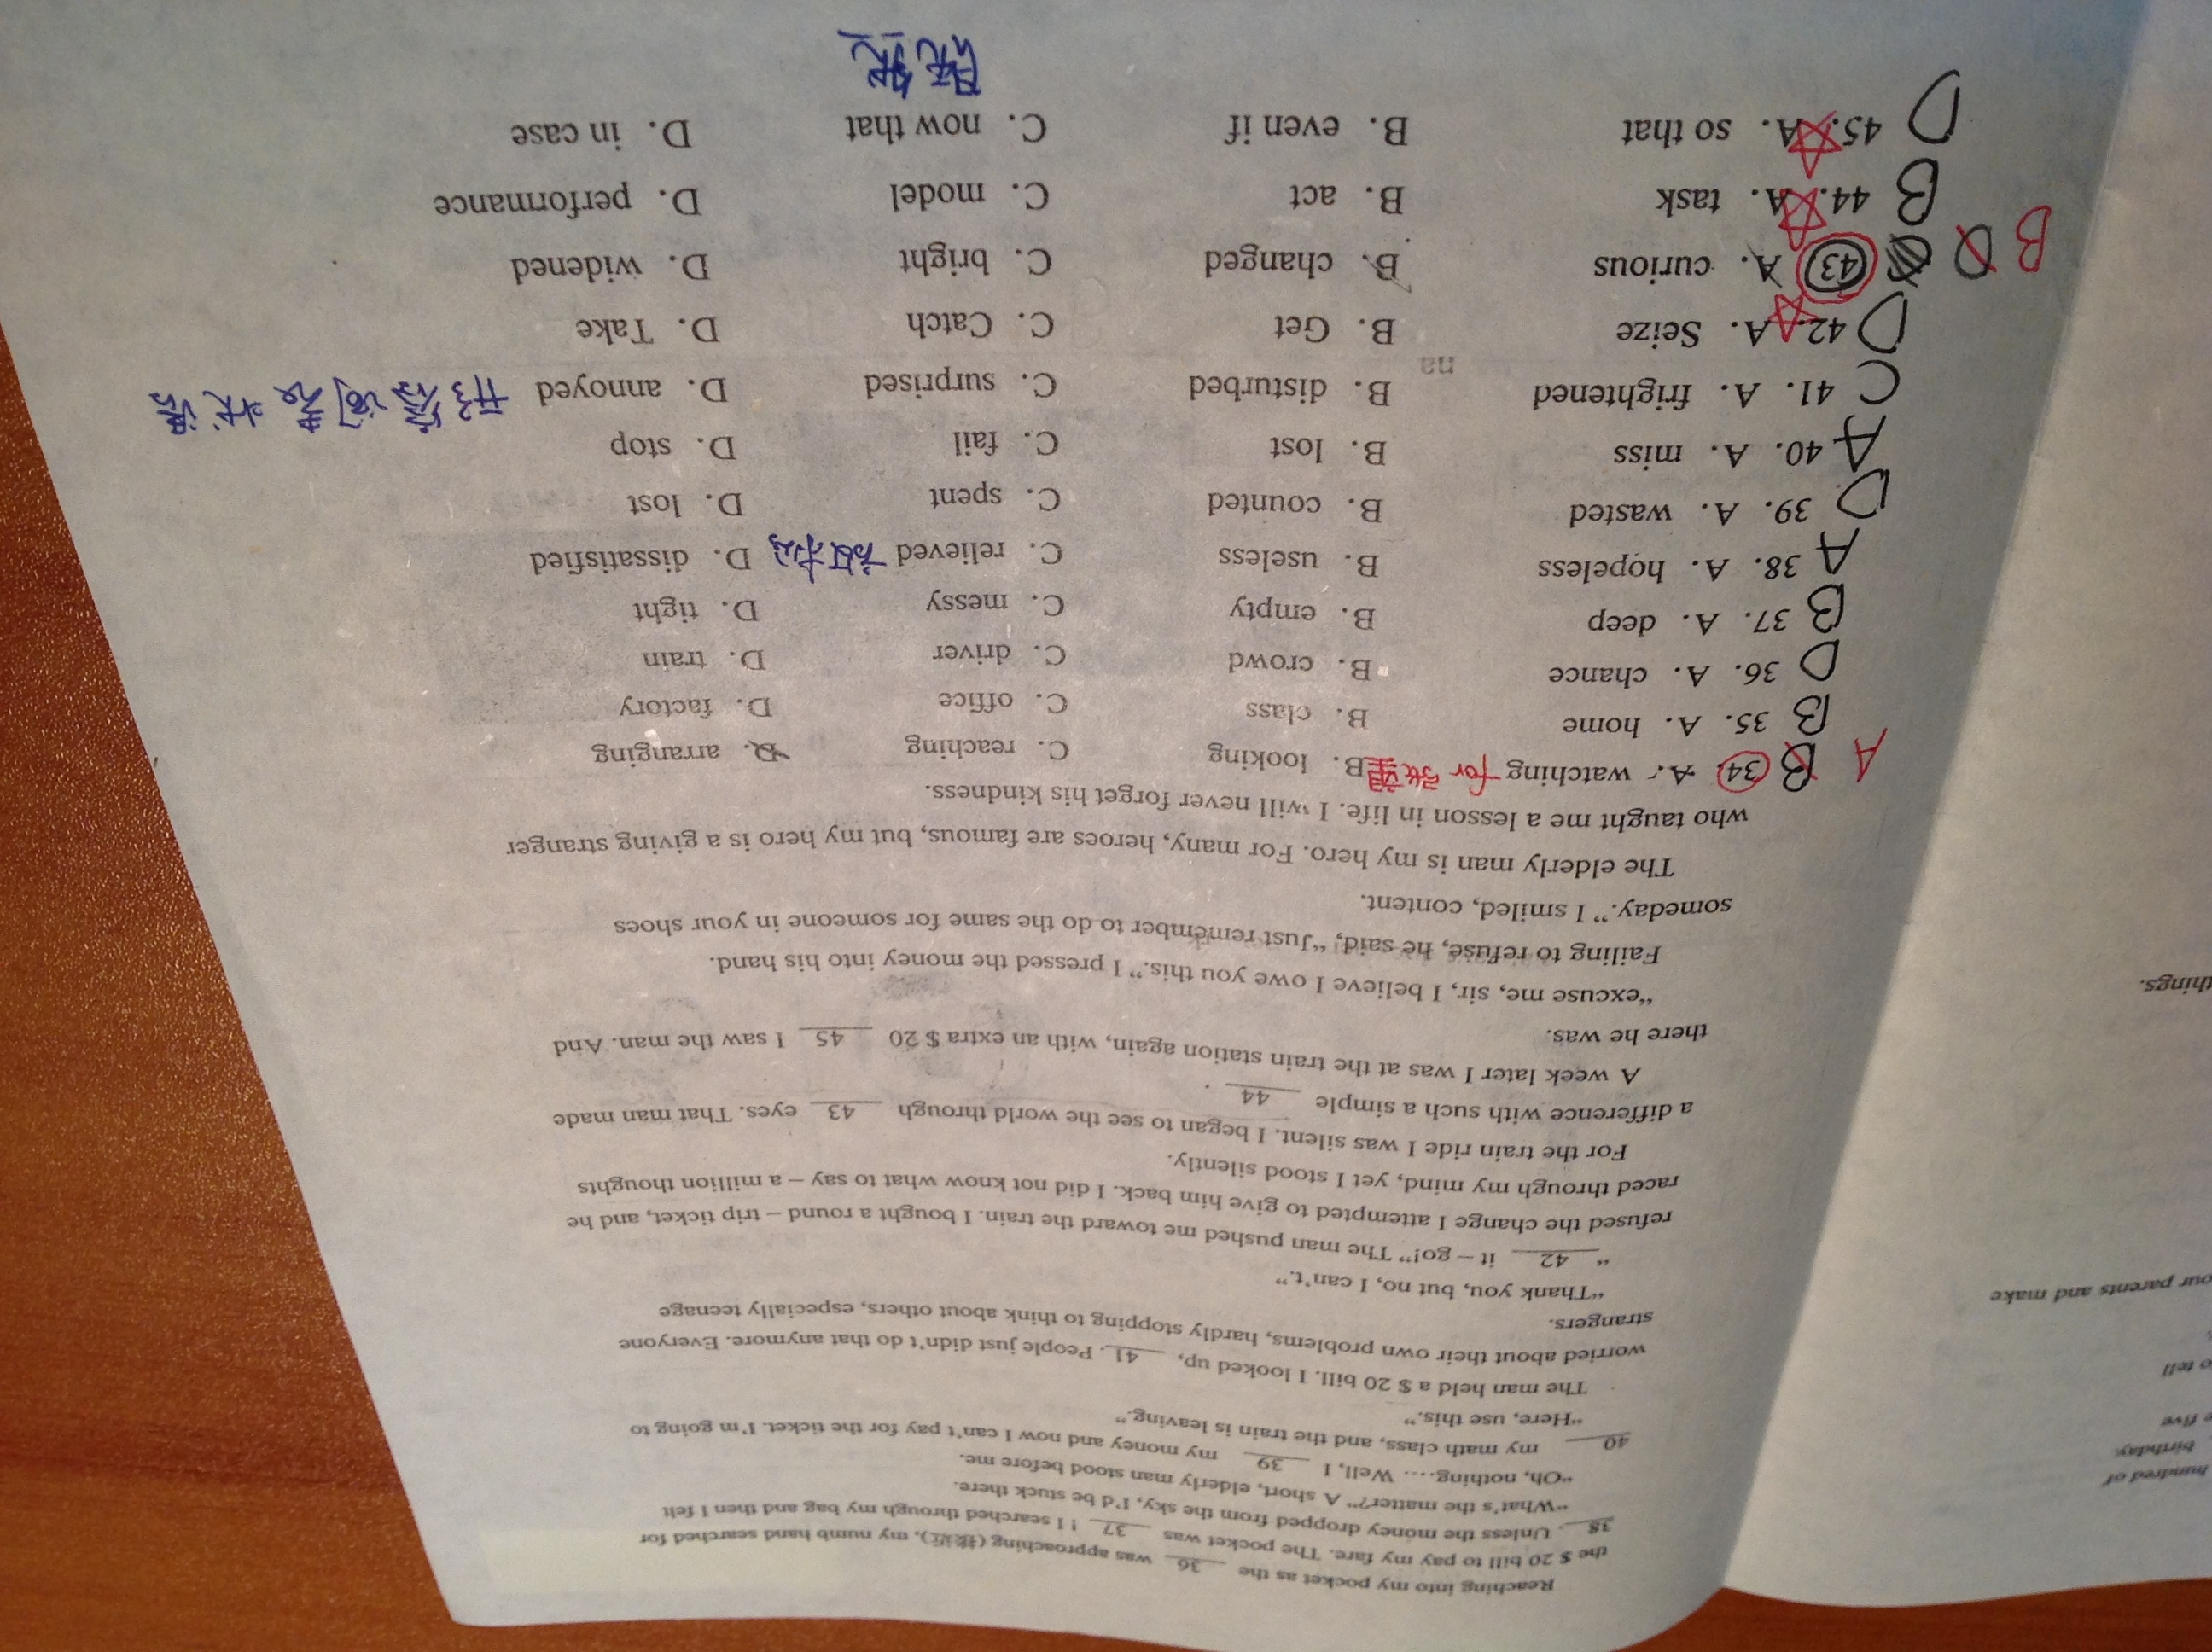 hundred of
birthday.
e five
o tell
our parents and make
things.
Reaching into my pocket as the 36 was approaching (接近), my numb hand searched for
the $ 20 bill to pay my fare. The pocket was 37 ! I searched through my bag and then I felt
38 . Unless the money dropped from the sky, I'd be stuck there.
“What's the matter?” A short, elderly man stood before me.
“Oh, nothing.... Well, I 39 my money and now I can't pay for the ticket. I'm going to
40 my math class, and the train is leaving.”
“Here, use this.”
The man held a $ 20 bill. I looked up, 41 . People just didn't do that anymore. Everyone
worried about their own problems, hardly stopping to think about others, especially teenage
strangers.
“Thank you, but no, I can't.”
“ 42 it – go!” The man pushed me toward the train. I bought a round – trip ticket, and he
refused the change I attempted to give him back. I did not know what to say – a million thoughts
raced through my mind, yet I stood silently.
For the train ride I was silent. I began to see the world through 43 eyes. That man made
a difference with such a simple 44 .
A week later I was at the train station again, with an extra $ 20 45 I saw the man. And
there he was.
“excuse me, sir, I believe I owe you this.” I pressed the money into his hand.
Failing to refuse, he said, “Just remember to do the same for someone in your shoes
someday.” I smiled, content.
The elderly man is my hero. For many, heroes are famous, but my hero is a giving stranger
who taught me a lesson in life. I will never forget his kindness.
A B 34. A. watching for 张望 B. looking C. reaching D. arranging
B 35. A. home B. class C. office D. factory
D 36. A. chance B. crowd C. driver D. train
B 37. A. deep B. empty C. messy D. tight
A 38. A. hopeless B. useless C. relieved 放松 D. dissatisfied
D 39. A. wasted B. counted C. spent D. lost
A 40. A. miss B. lost C. fail D. stop
C 41. A. frightened B. disturbed C. surprised D. annoyed 形容词表状语
na
D 42. A. Seize B. Get C. Catch D. Take
B D 43 A. curious B. changed C. bright D. widened
B 44. A. task B. act C. model D. performance
D 45. A. so that B. even if C. now that D. in case
既然